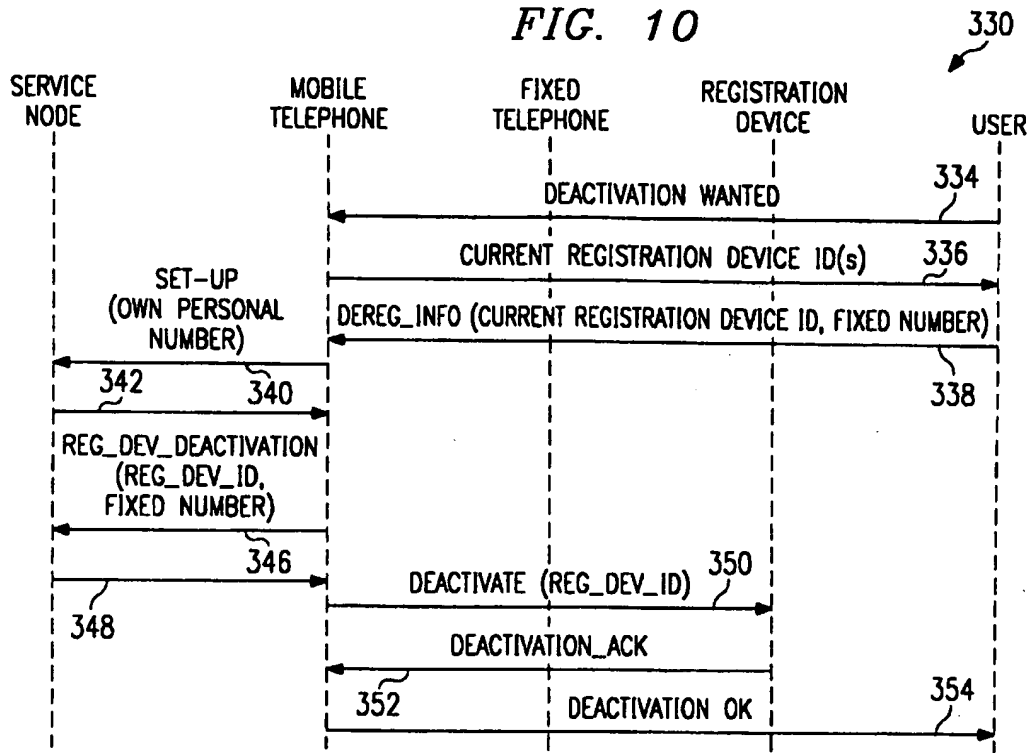 FIG. 10
330
SERVICE
NODE
MOBILE
TELEPHONE
FIXED
TELEPHONE
REGISTRATION
DEVICE
USER
DEACTIVATION WANTED
334
CURRENT REGISTRATION DEVICE ID(s)
336
SET-UP
(OWN PERSONAL
NUMBER)
DEREG_INFO (CURRENT REGISTRATION DEVICE ID, FIXED NUMBER)
338
340
342
REG_DEV_DEACTIVATION
(REG_DEV_ID,
FIXED NUMBER)
346
348
DEACTIVATE (REG_DEV_ID)
350
DEACTIVATION_ACK
352
DEACTIVATION OK
354